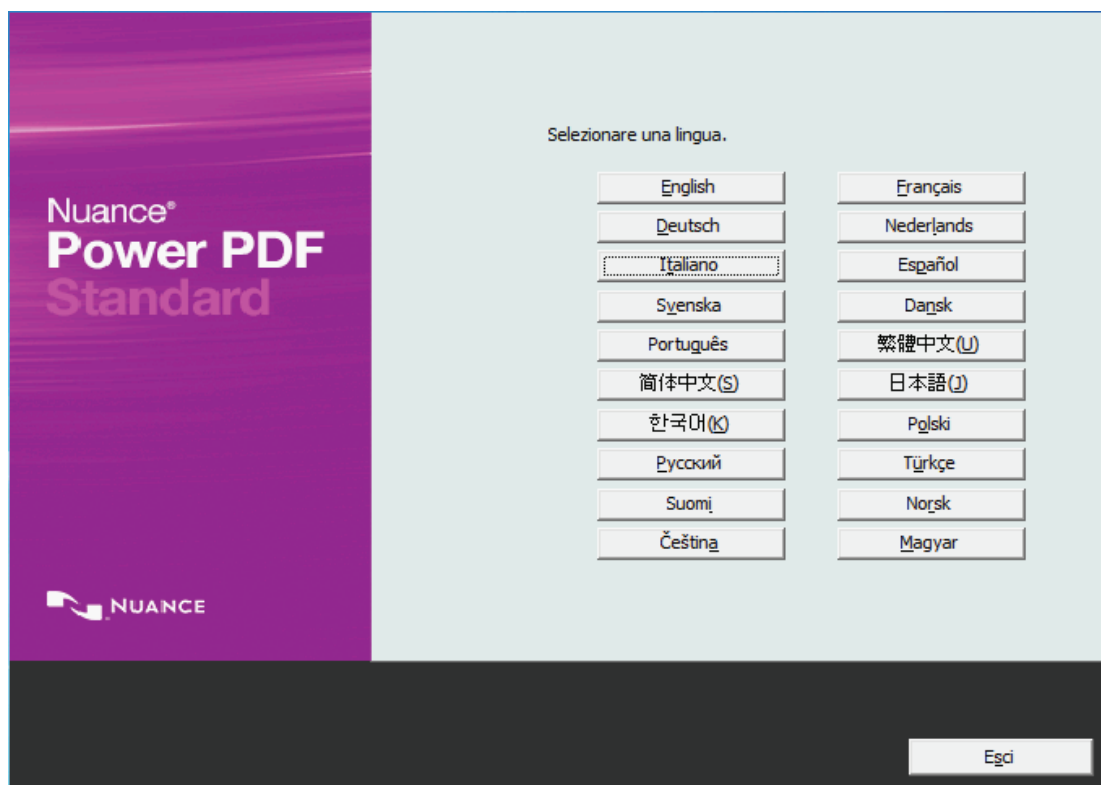 Nuance®
Power PDF
Standard
NUANCE
Selezionare una lingua.
English Français
Deutsch Nederlands
Italiano Español
Svenska Dansk
Português 繁體中文(U)
简体中文(S) 日本語(J)
한국어(K) Polski
Русский Türkçe
Suomi Norsk
Čeština Magyar
Esci